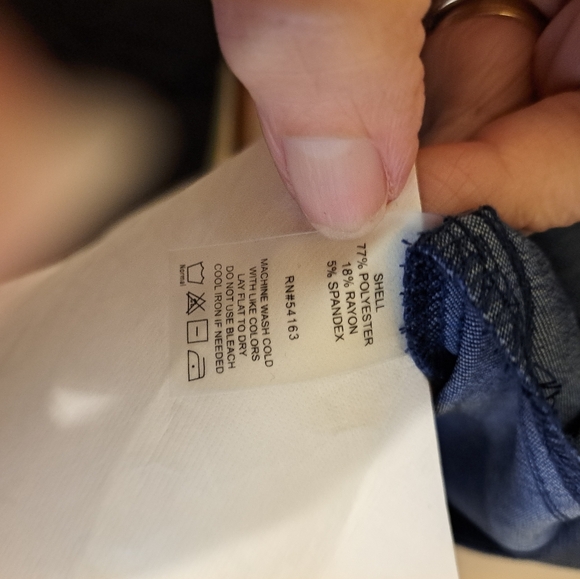 SHELL
77% POLYESTER
18% RAYON
5% SPANDEX
RN#54163
MACHINE WASH COLD
WITH LIKE COLORS
LAY FLAT TO DRY
DO NOT USE BLEACH
COOL IRON IF NEEDED
Normal